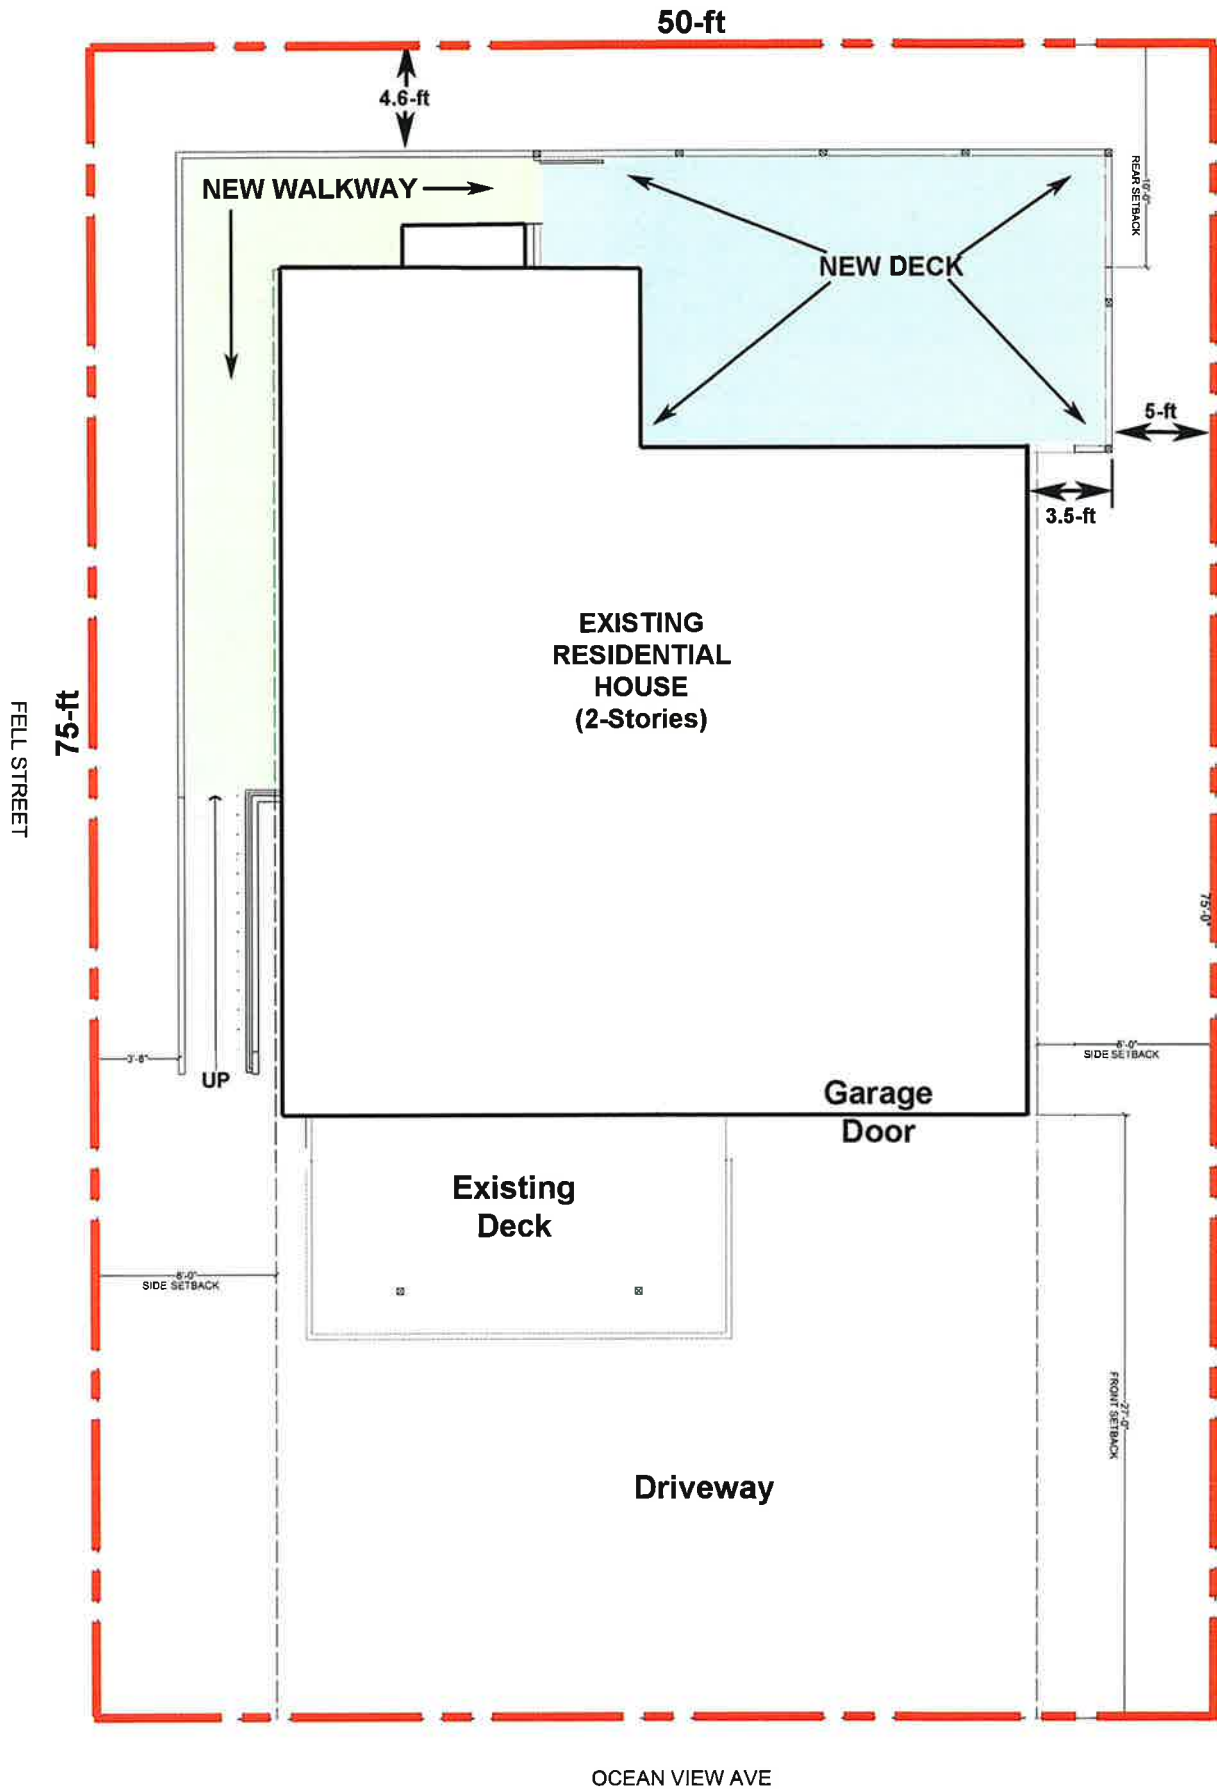 50-ft
4.6-ft
NEW WALKWAY
10'-0"
REAR SETBACK
NEW DECK
5-ft
3.5-ft
EXISTING
RESIDENTIAL
HOUSE
(2-Stories)
75-ft
FELL STREET
75'-0"
3'-8"
UP
8'-0"
SIDE SETBACK
Garage
Door
Existing
Deck
8'-0"
SIDE SETBACK
27'-0"
FRONT SETBACK
Driveway
OCEAN VIEW AVE